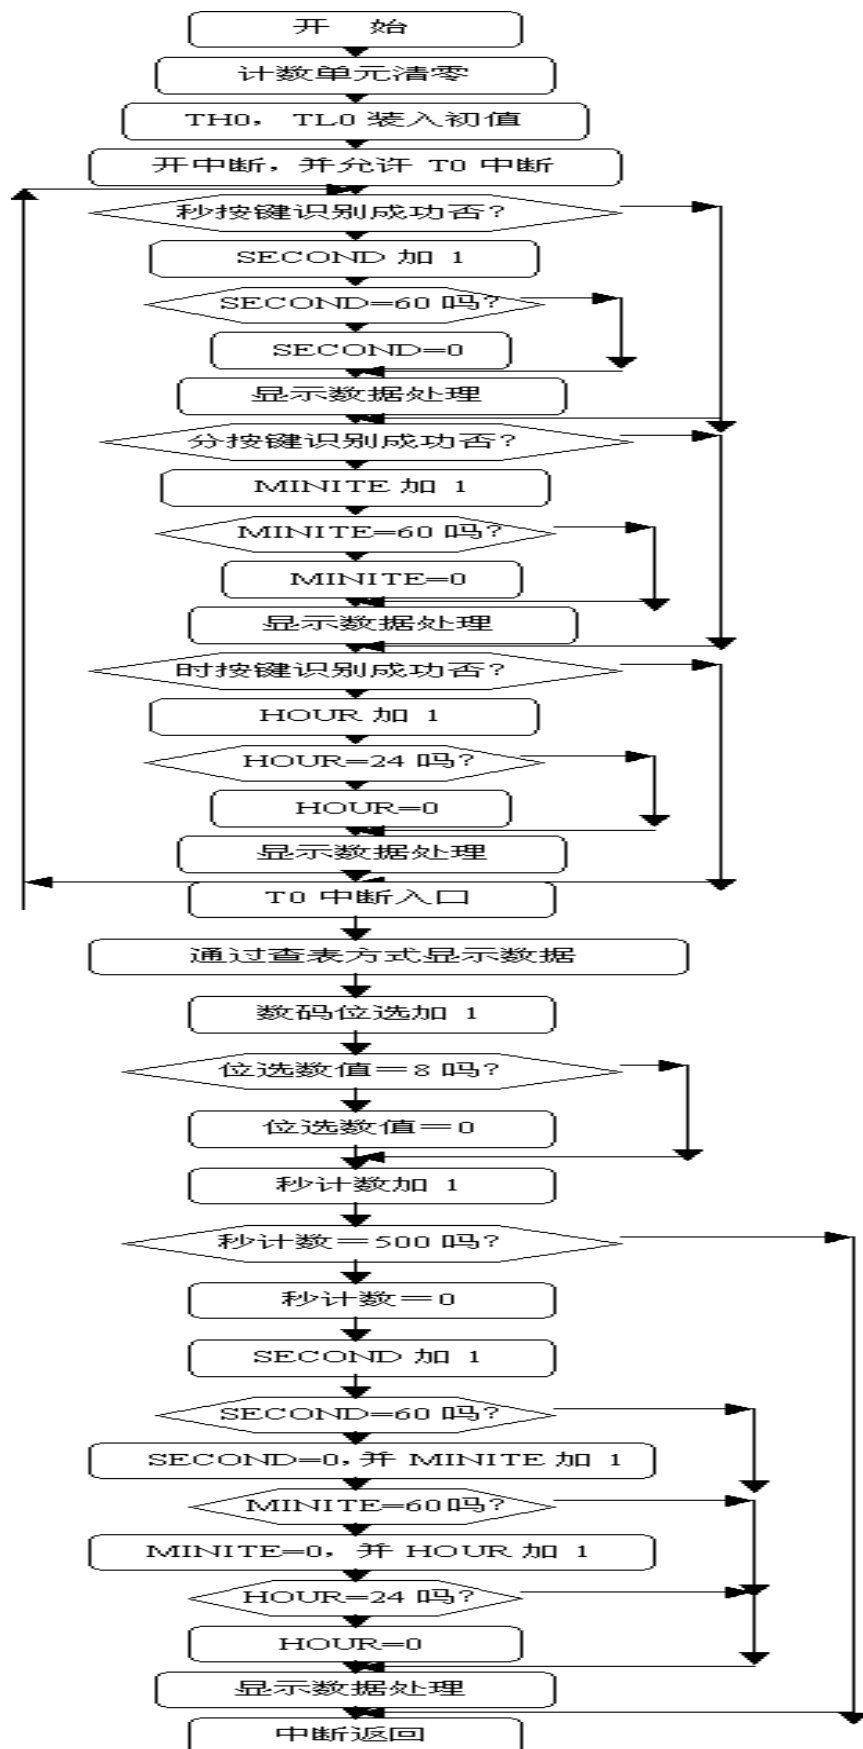 开 始
计数单元清零
TH0，TL0 装入初值
开中断，并允许 T0 中断
秒按键识别成功否？
SECOND 加 1
SECOND=60 吗？
SECOND=0
显示数据处理
分按键识别成功否？
MINITE 加 1
MINITE=60 吗？
MINITE=0
显示数据处理
时按键识别成功否？
HOUR 加 1
HOUR=24 吗？
HOUR=0
显示数据处理
T0 中断入口
通过查表方式显示数据
数码位选加 1
位选数值＝8 吗？
位选数值＝0
秒计数加 1
秒计数＝500 吗？
秒计数＝0
SECOND 加 1
SECOND=60 吗？
SECOND=0，并 MINITE 加 1
MINITE=60吗？
MINITE=0，并 HOUR 加 1
HOUR=24 吗？
HOUR=0
显示数据处理
中断返回